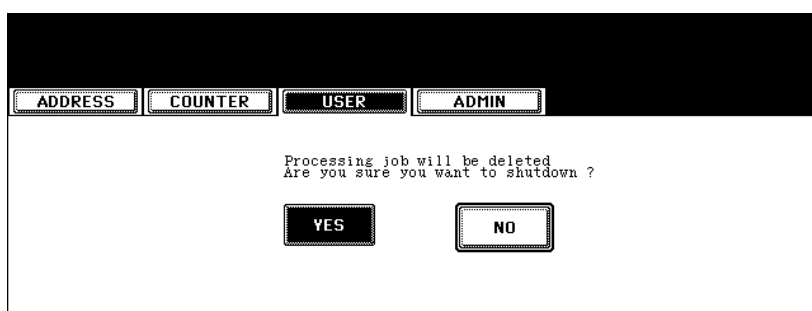 ADDRESS COUNTER USER ADMIN
Processing job will be deleted
Are you sure you want to shutdown ?
YES NO